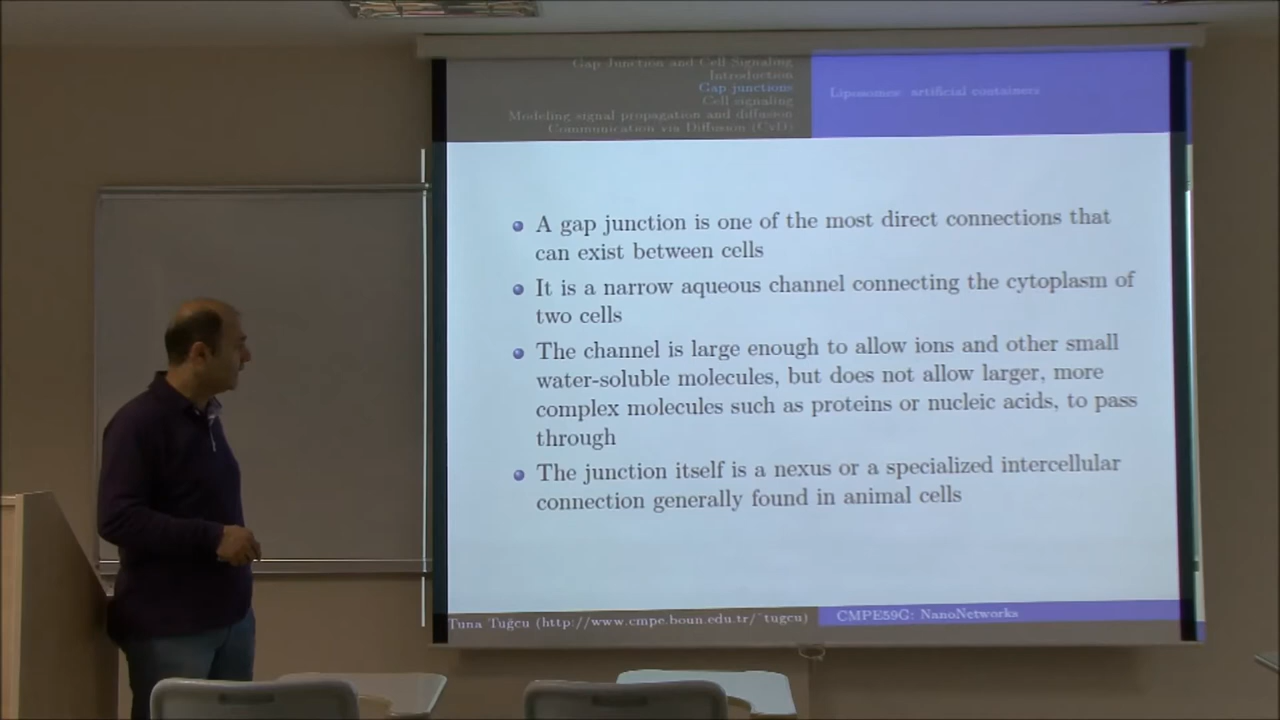 Gap Junction and Cell Signaling
Introduction
Gap junctions
Cell signaling
Modeling signal propagation and diffusion
Communication via Diffusion (CvD)
Liposomes: artificial containers
A gap junction is one of the most direct connections that
can exist between cells
It is a narrow aqueous channel connecting the cytoplasm of
two cells
The channel is large enough to allow ions and other small
water-soluble molecules, but does not allow larger, more
complex molecules such as proteins or nucleic acids, to pass
through
The junction itself is a nexus or a specialized intercellular
connection generally found in animal cells
Tuna Tuğcu (http://www.cmpe.boun.edu.tr/~tugcu)
CMPE59G: NanoNetworks